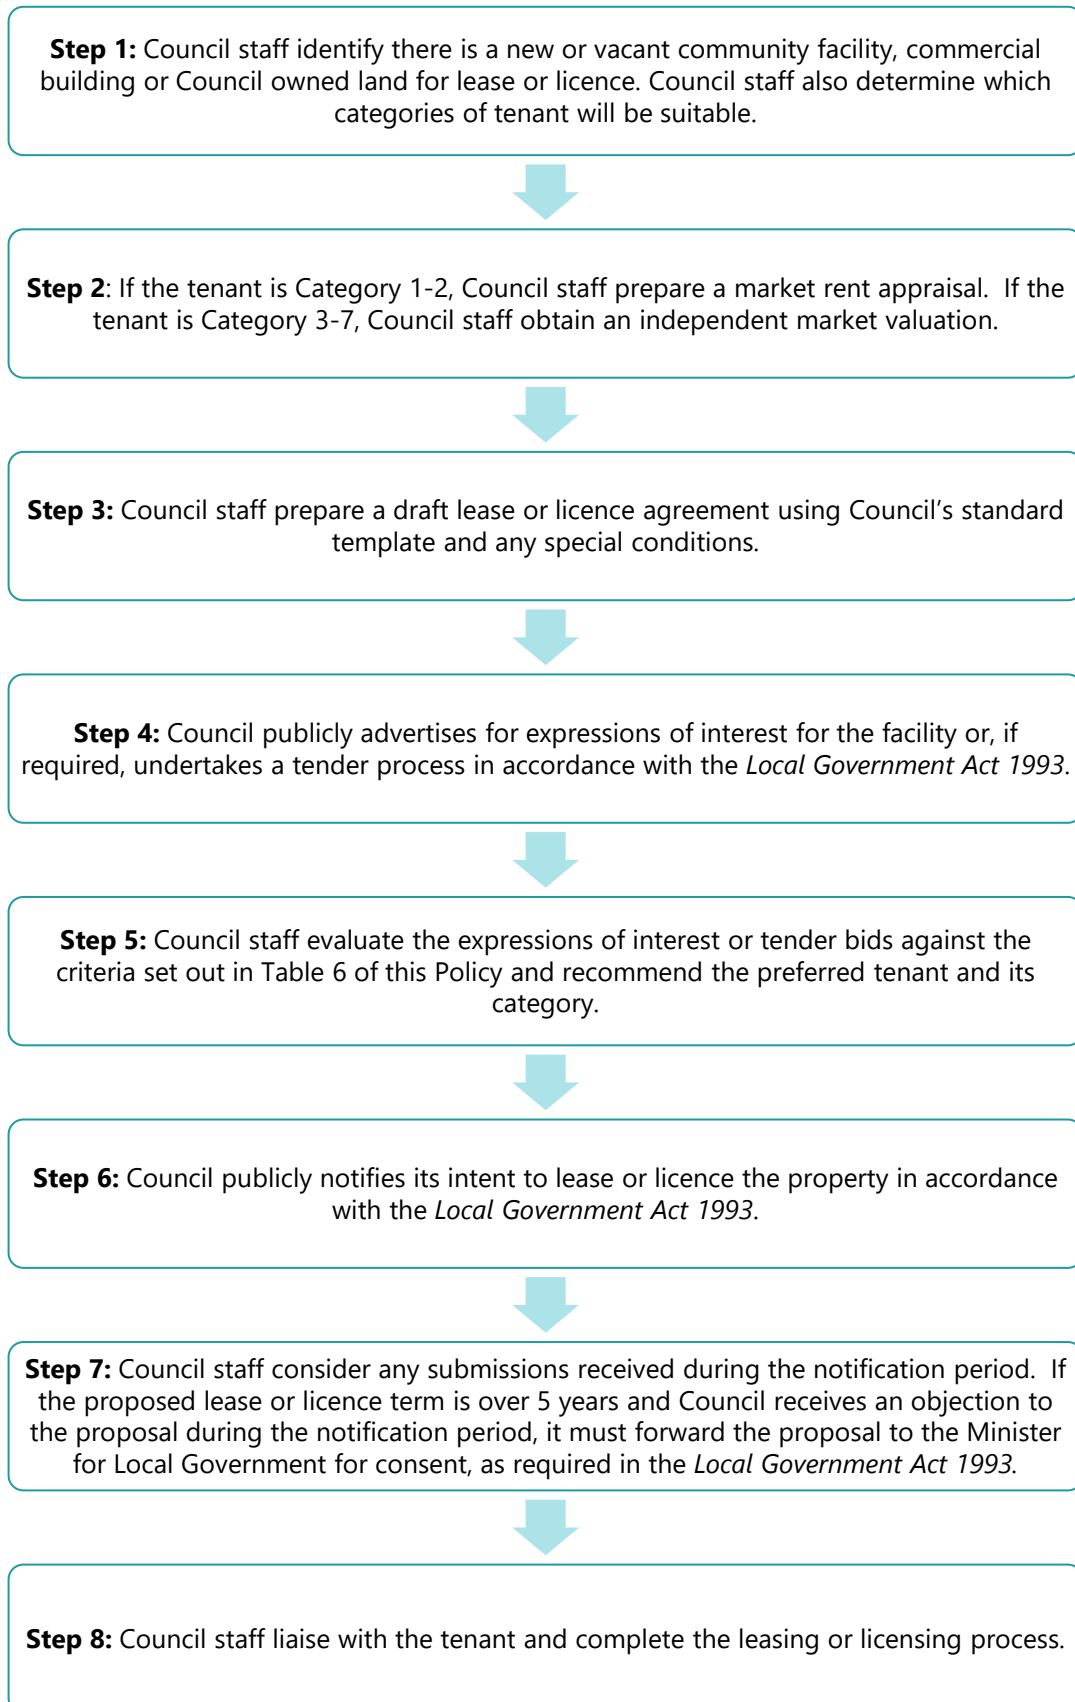 Step 1: Council staff identify there is a new or vacant community facility, commercial
building or Council owned land for lease or licence. Council staff also determine which
categories of tenant will be suitable.
Step 2: If the tenant is Category 1-2, Council staff prepare a market rent appraisal.  If the
tenant is Category 3-7, Council staff obtain an independent market valuation.
Step 3: Council staff prepare a draft lease or licence agreement using Council’s standard
template and any special conditions.
Step 4: Council publicly advertises for expressions of interest for the facility or, if
required, undertakes a tender process in accordance with the Local Government Act 1993.
Step 5: Council staff evaluate the expressions of interest or tender bids against the
criteria set out in Table 6 of this Policy and recommend the preferred tenant and its
category.
Step 6: Council publicly notifies its intent to lease or licence the property in accordance
with the Local Government Act 1993.
Step 7: Council staff consider any submissions received during the notification period.  If
the proposed lease or licence term is over 5 years and Council receives an objection to
the proposal during the notification period, it must forward the proposal to the Minister
for Local Government for consent, as required in the Local Government Act 1993.
Step 8: Council staff liaise with the tenant and complete the leasing or licensing process.